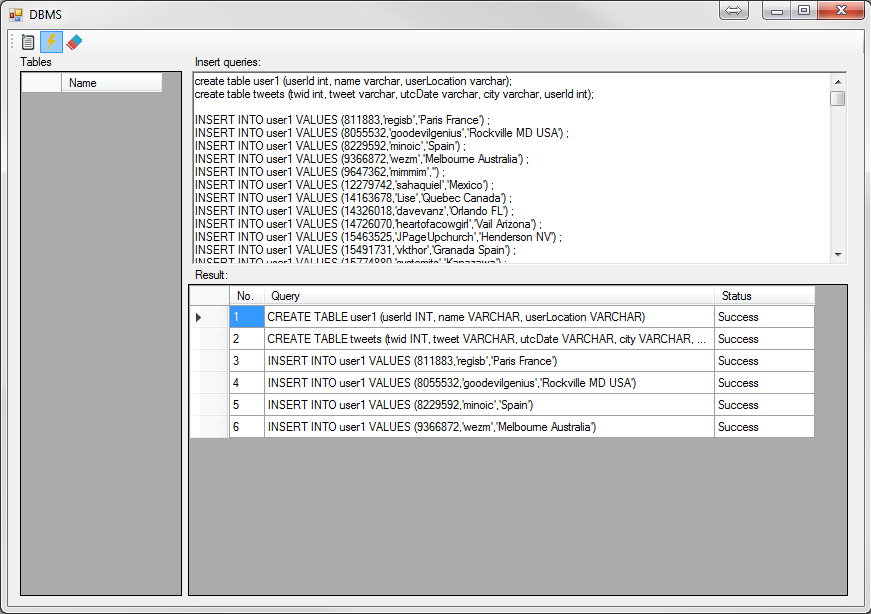 DBMS
Tables
Name
Insert queries:
create table user1 (userId int, name varchar, userLocation varchar);
create table tweets (twid int, tweet varchar, utcDate varchar, city varchar, userId int);
INSERT INTO user1 VALUES (811883,'regisb','Paris France') ;
INSERT INTO user1 VALUES (8055532,'goodevilgenius','Rockville MD USA') ;
INSERT INTO user1 VALUES (8229592,'minoic','Spain') ;
INSERT INTO user1 VALUES (9366872,'wezm','Melbourne Australia') ;
INSERT INTO user1 VALUES (9647362,'mimmim','') ;
INSERT INTO user1 VALUES (12279742,'sahaquiel','Mexico') ;
INSERT INTO user1 VALUES (14163678,'Lise','Quebec Canada') ;
INSERT INTO user1 VALUES (14326018,'davevanz','Orlando FL') ;
INSERT INTO user1 VALUES (14726070,'heartofacowgirl','Vail Arizona') ;
INSERT INTO user1 VALUES (15463525,'JPageUpchurch','Henderson NV') ;
INSERT INTO user1 VALUES (15491731,'vkthor','Granada Spain') ;
INSERT INTO user1 VALUES (15774880,'systemite','Kanazawa') ;
Result:
No. Query Status
1 CREATE TABLE user1 (userId INT, name VARCHAR, userLocation VARCHAR) Success
2 CREATE TABLE tweets (twid INT, tweet VARCHAR, utcDate VARCHAR, city VARCHAR, ... Success
3 INSERT INTO user1 VALUES (811883,'regisb','Paris France') Success
4 INSERT INTO user1 VALUES (8055532,'goodevilgenius','Rockville MD USA') Success
5 INSERT INTO user1 VALUES (8229592,'minoic','Spain') Success
6 INSERT INTO user1 VALUES (9366872,'wezm','Melbourne Australia') Success